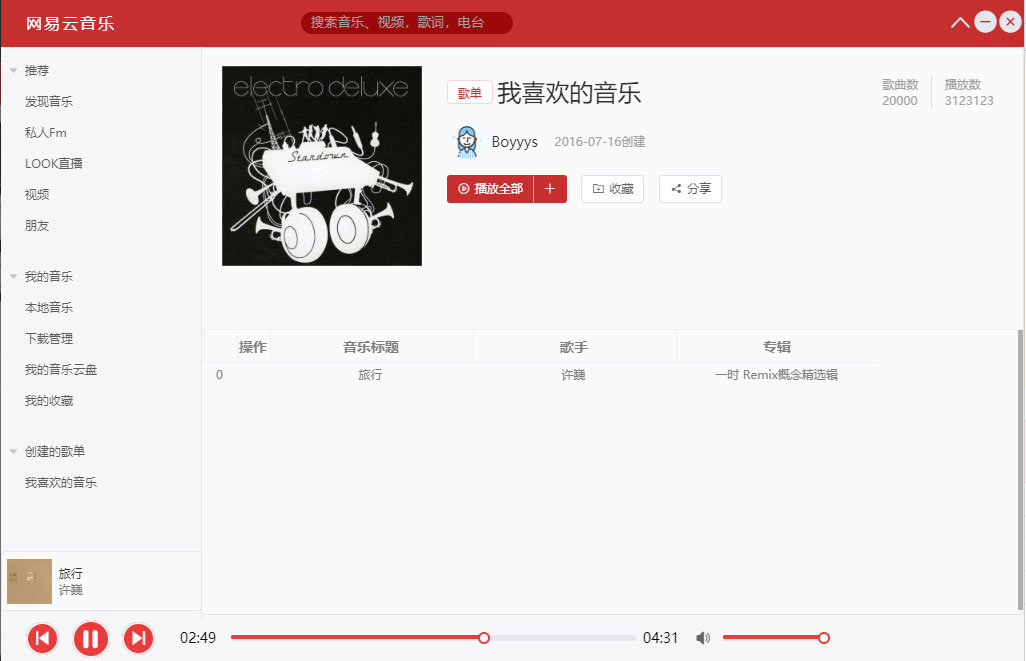 网易云音乐
搜索音乐、视频，歌词，电台
推荐
发现音乐
私人Fm
LOOK直播
视频
朋友
我的音乐
本地音乐
下载管理
我的音乐云盘
我的收藏
创建的歌单
我喜欢的音乐
electro deluxe
Stardown
歌单 我喜欢的音乐
歌曲数 播放数
20000 3123123
Boyyys 2016-07-16创建
播放全部 + 收藏 分享
操作 音乐标题 歌手 专辑
0 旅行 许巍 一时 Remix概念精选辑
旅行
许巍
02:49 04:31